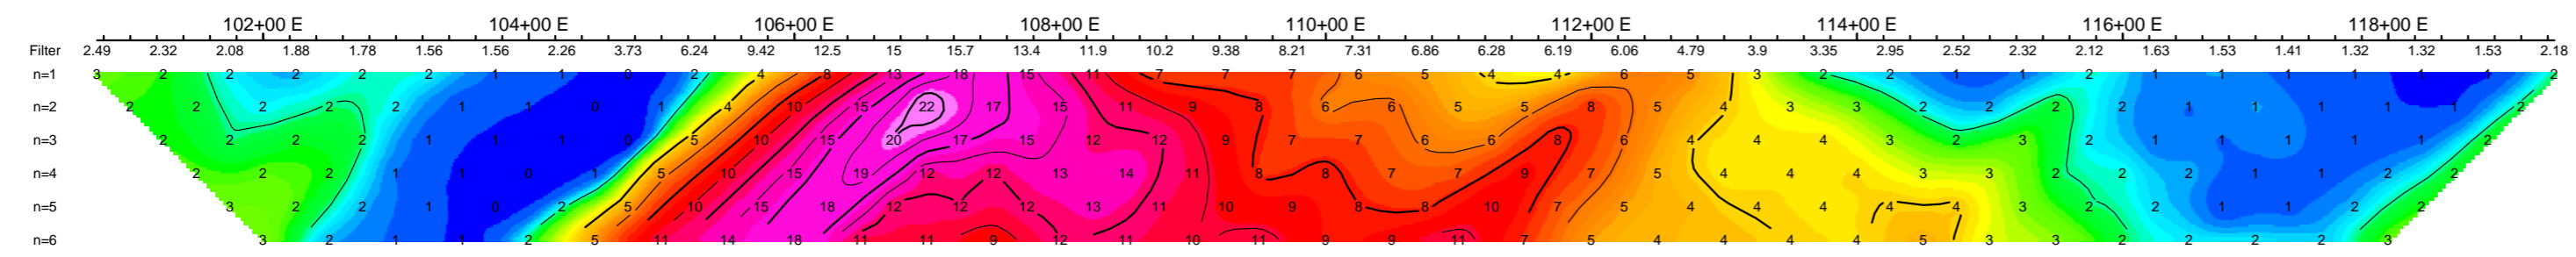 102+00 E 104+00 E 106+00 E 108+00 E 110+00 E 112+00 E 114+00 E 116+00 E 118+00 E
Filter 2.49 2.32 2.08 1.88 1.78 1.56 1.56 2.26 3.73 6.24 9.42 12.5 15 15.7 13.4 11.9 10.2 9.38 8.21 7.31 6.86 6.28 6.19 6.06 4.79 3.9 3.35 2.95 2.52 2.32 2.12 1.63 1.53 1.41 1.32 1.32 1.53 2.18
n=1 3 2 2 2 2 2 1 1 0 2 4 8 13 18 15 11 7 7 7 6 5 4 4 6 5 3 2 2 1 1 2 1 1 1 1 1 1 2
n=2 2 2 2 2 2 1 1 0 1 4 10 15 22 17 15 11 9 8 6 6 5 5 8 5 4 3 3 2 2 2 2 1 1 1 1 1 2
n=3 2 2 2 2 1 1 1 0 5 10 15 20 17 15 12 12 9 7 7 6 6 8 6 4 4 4 3 2 3 2 1 1 1 1 1 2
n=4 2 2 2 1 1 0 1 5 10 15 19 12 12 13 14 11 8 8 7 7 9 7 5 4 4 4 3 3 2 2 2 1 1 2 2
n=5 3 2 2 1 0 2 5 10 15 18 12 12 12 13 11 10 9 8 8 10 7 5 4 4 4 4 4 3 2 2 1 1 2 2
n=6 3 2 1 1 2 5 11 14 18 11 11 9 12 11 10 11 9 9 11 7 5 4 4 4 4 5 3 3 2 2 2 2 3